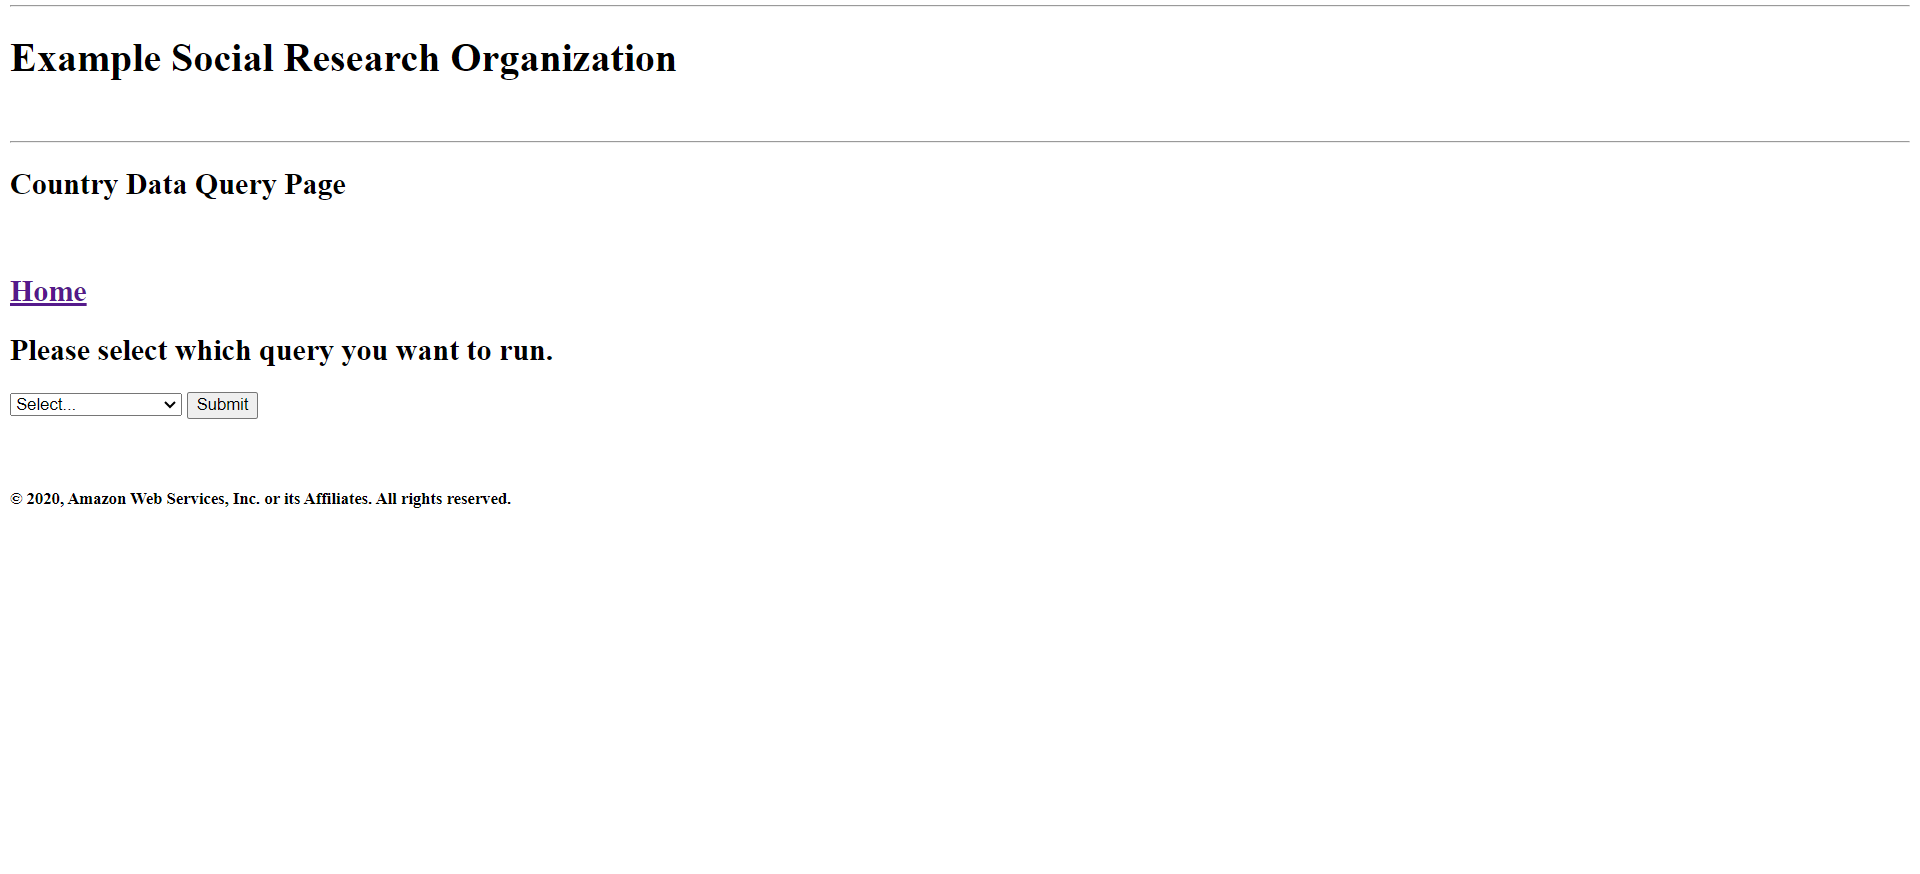 Example Social Research Organization
Country Data Query Page
Home
Please select which query you want to run.
Select... Submit
© 2020, Amazon Web Services, Inc. or its Affiliates. All rights reserved.